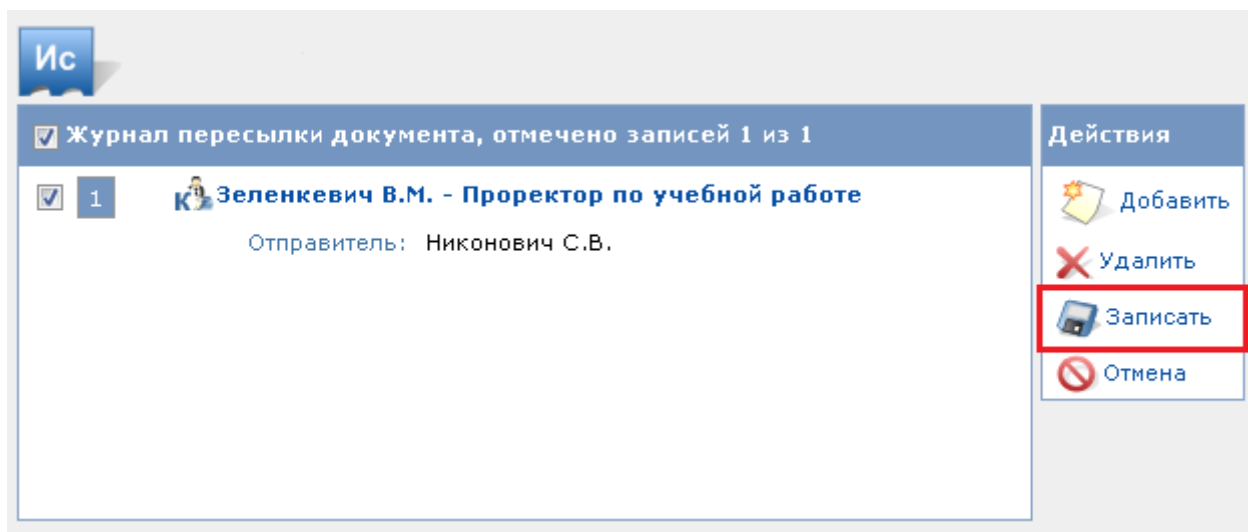 Ис
Журнал пересылки документа, отмечено записей 1 из 1
1 К Зеленкевич В.М. - Проректор по учебной работе
Отправитель: Никонович С.В.
Действия
Добавить
Удалить
Записать
Отмена